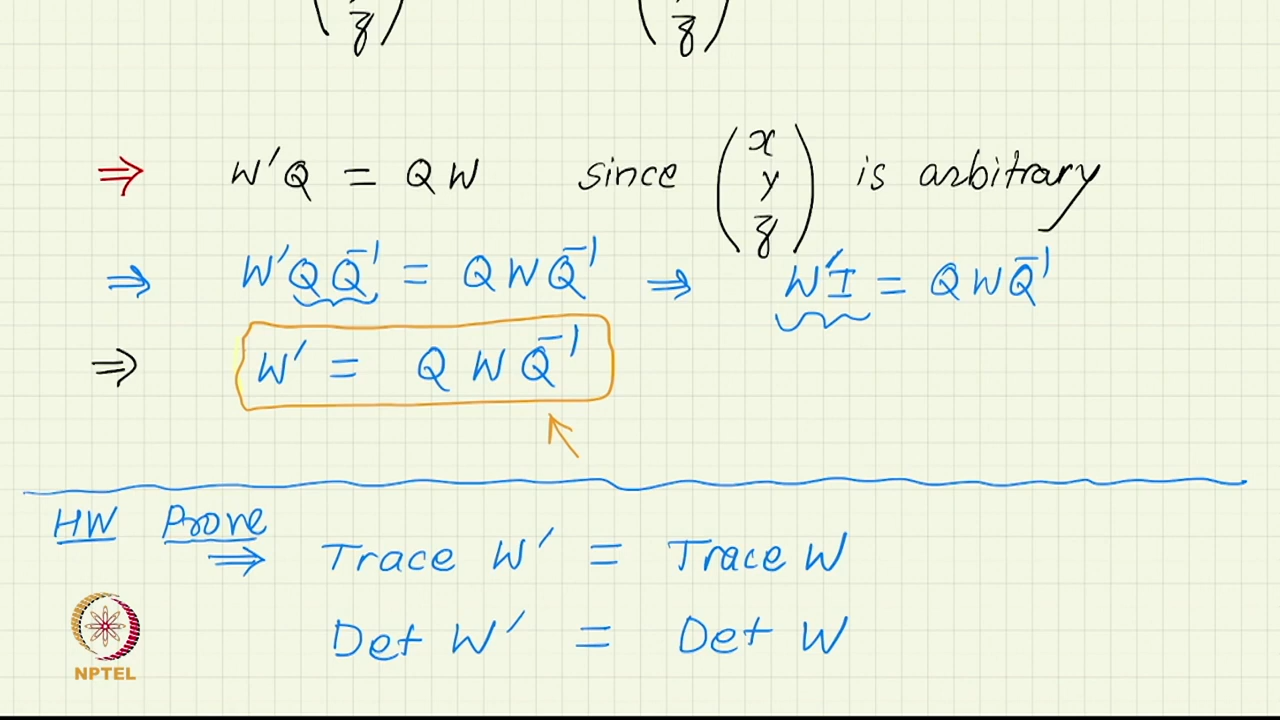 (z) (z)
⇒ W′Q = QW since (x y z) is arbitrary
⇒ W′QQ⁻¹ = QWQ⁻¹ ⇒ W′I = QWQ⁻¹
⇒ W′ = QWQ⁻¹
HW Prove
⇒ Trace W′ = Trace W
Det W′ = Det W
NPTEL